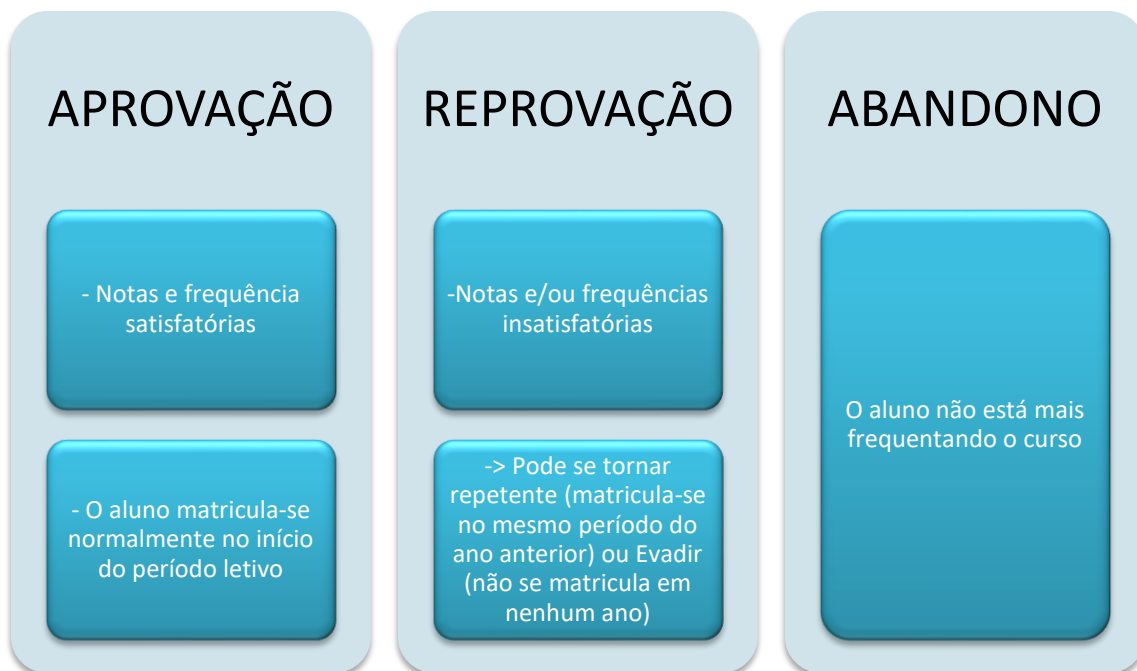 APROVAÇÃO
- Notas e frequência
satisfatórias
- O aluno matricula-se
normalmente no início
do período letivo
REPROVAÇÃO
-Notas e/ou frequências
insatisfatórias
-> Pode se tornar
repetente (matricula-se
no mesmo período do
ano anterior) ou Evadir
(não se matricula em
nenhum ano)
ABANDONO
O aluno não está mais
frequentando o curso